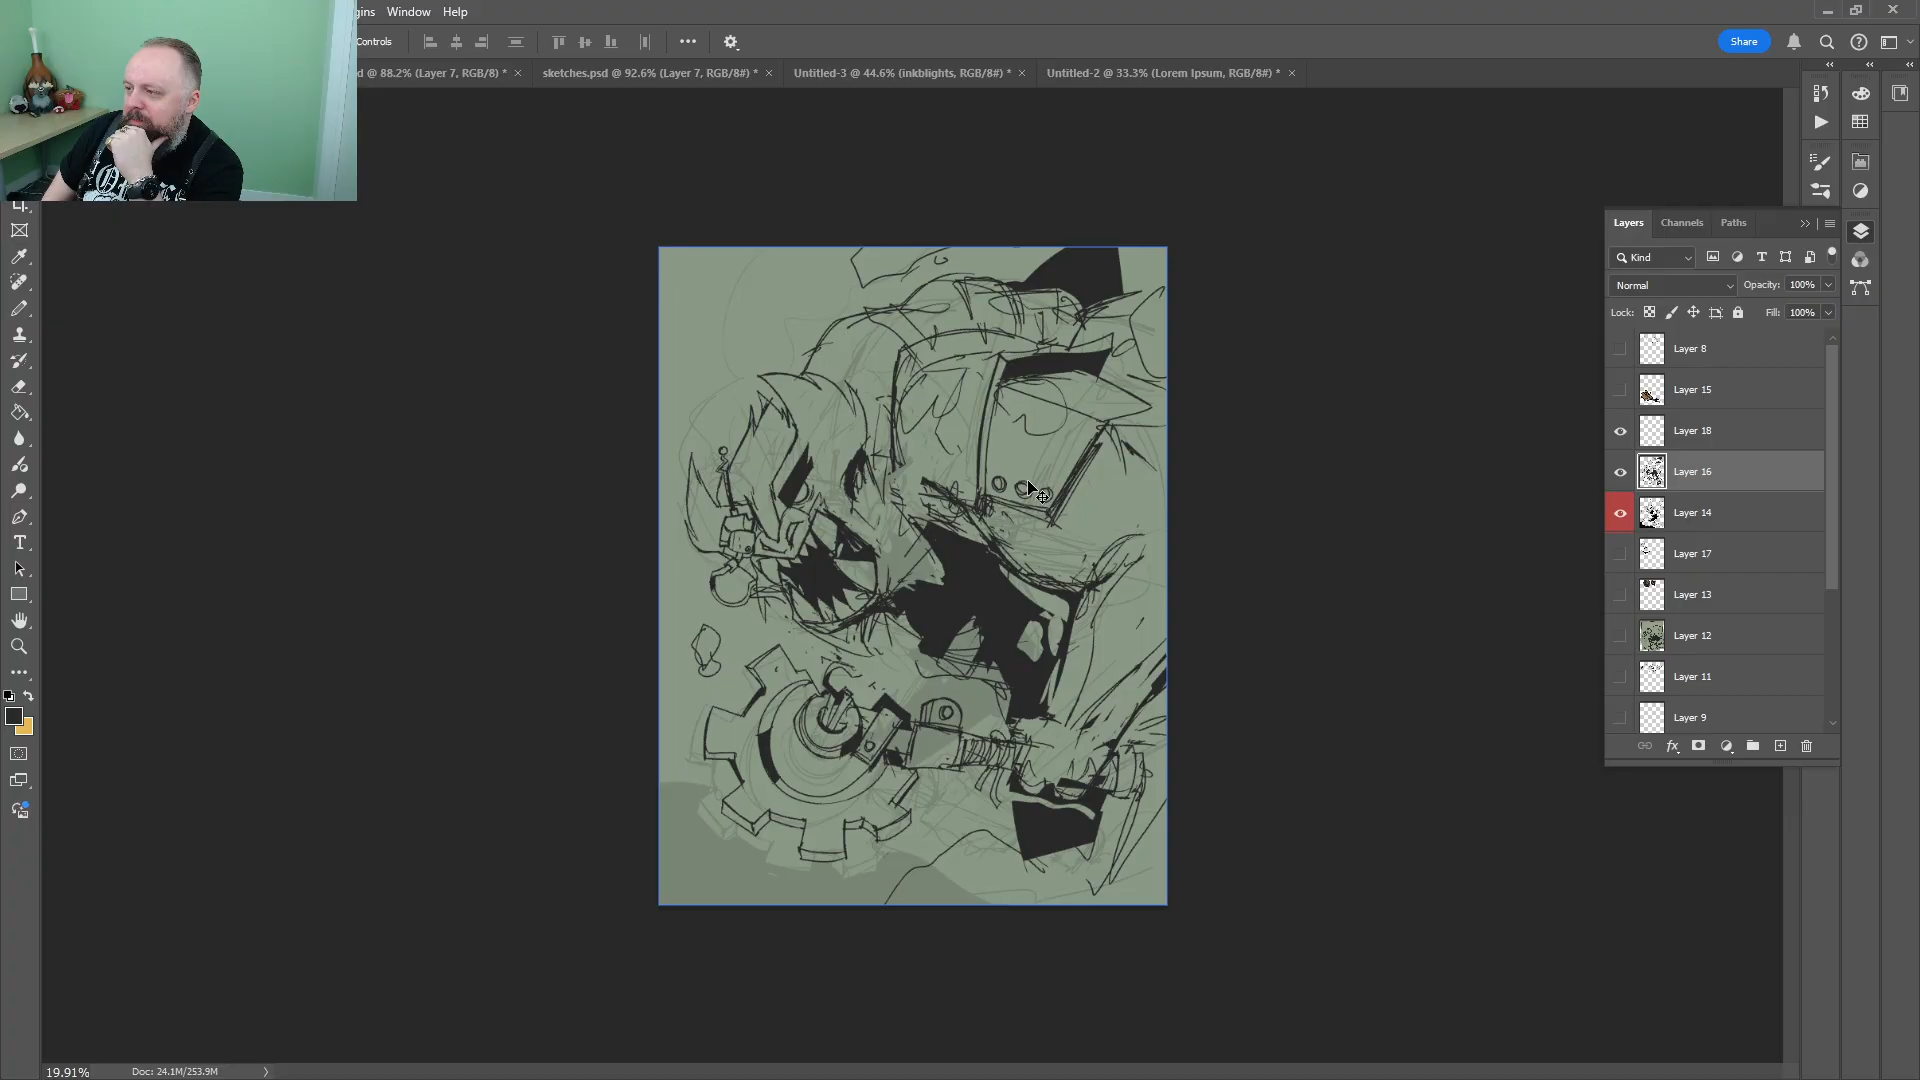 gins Window Help
Controls
Share
d @ 88.2% (Layer 7, RGB/8) * ×
sketches.psd @ 92.6% (Layer 7, RGB/8#) * ×
Untitled-3 @ 44.6% (inkblights, RGB/8#) * ×
Untitled-2 @ 33.3% (Lorem Ipsum, RGB/8#) * ×
Layers Channels Paths
Kind
Normal Opacity: 100%
Lock: Fill: 100%
Layer 8
Layer 15
Layer 18
Layer 16
Layer 14
Layer 17
Layer 13
Layer 12
Layer 11
Layer 9
19.91% Doc: 24.1M/253.9M